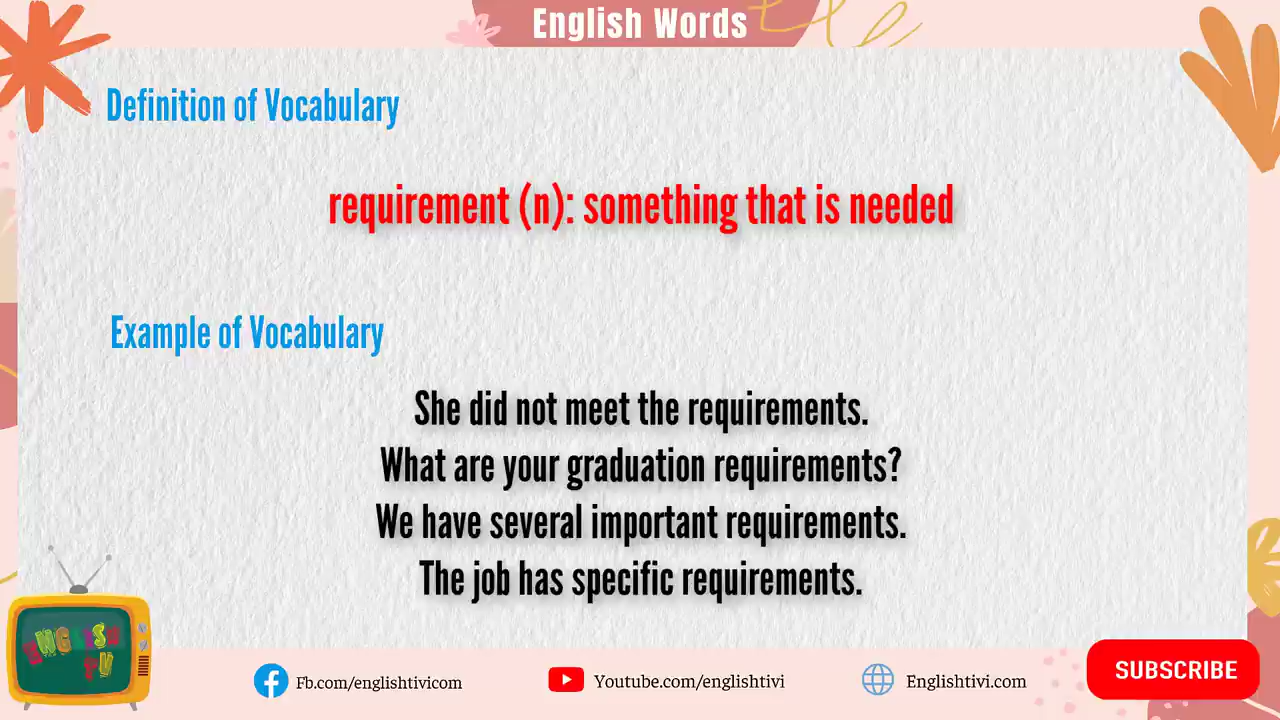 English Words
Definition of Vocabulary
requirement (n): something that is needed
Example of Vocabulary
She did not meet the requirements.
What are your graduation requirements?
We have several important requirements.
The job has specific requirements.
ENGLISH
TV
Fb.com/englishtivicom
Youtube.com/englishtivi
Englishtivi.com
SUBSCRIBE